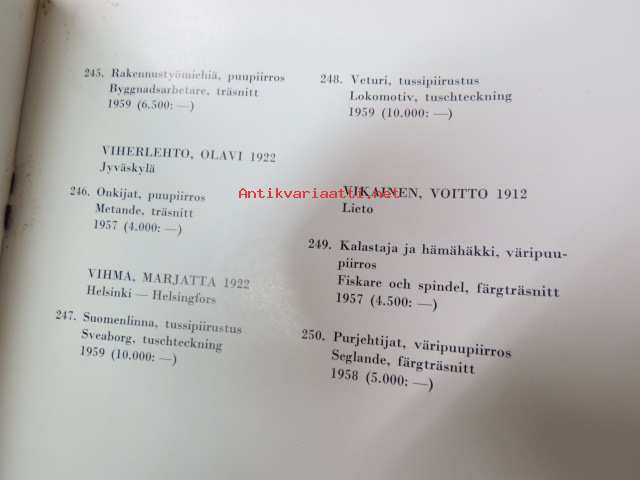 245. Rakennustyömiehiä, puupiirros
Byggnadsarbetare, träsnitt
1959 (6.500: —)
VIHERLEHTO, OLAVI 1922
Jyväskylä
246. Onkijat, puupiirros
Metande, träsnitt
1957 (4.000: —)
VIHMA, MARJATTA 1922
Helsinki — Helsingfors
247. Suomenlinna, tussipiirustus
Sveaborg, tuschteckning
1959 (10.000: —)
248. Veturi, tussipiirustus
Lokomotiv, tuschteckning
1959 (10.000: —)
Antikvariaatti.net
VIKAINEN, VOITTO 1912
Lieto
249. Kalastaja ja hämähäkki, väripuu-
piirros
Fiskare och spindel, färgträsnitt
1957 (4.500: —)
250. Purjehtijat, väripuupiirros
Seglande, färgträsnitt
1958 (5.000: —)